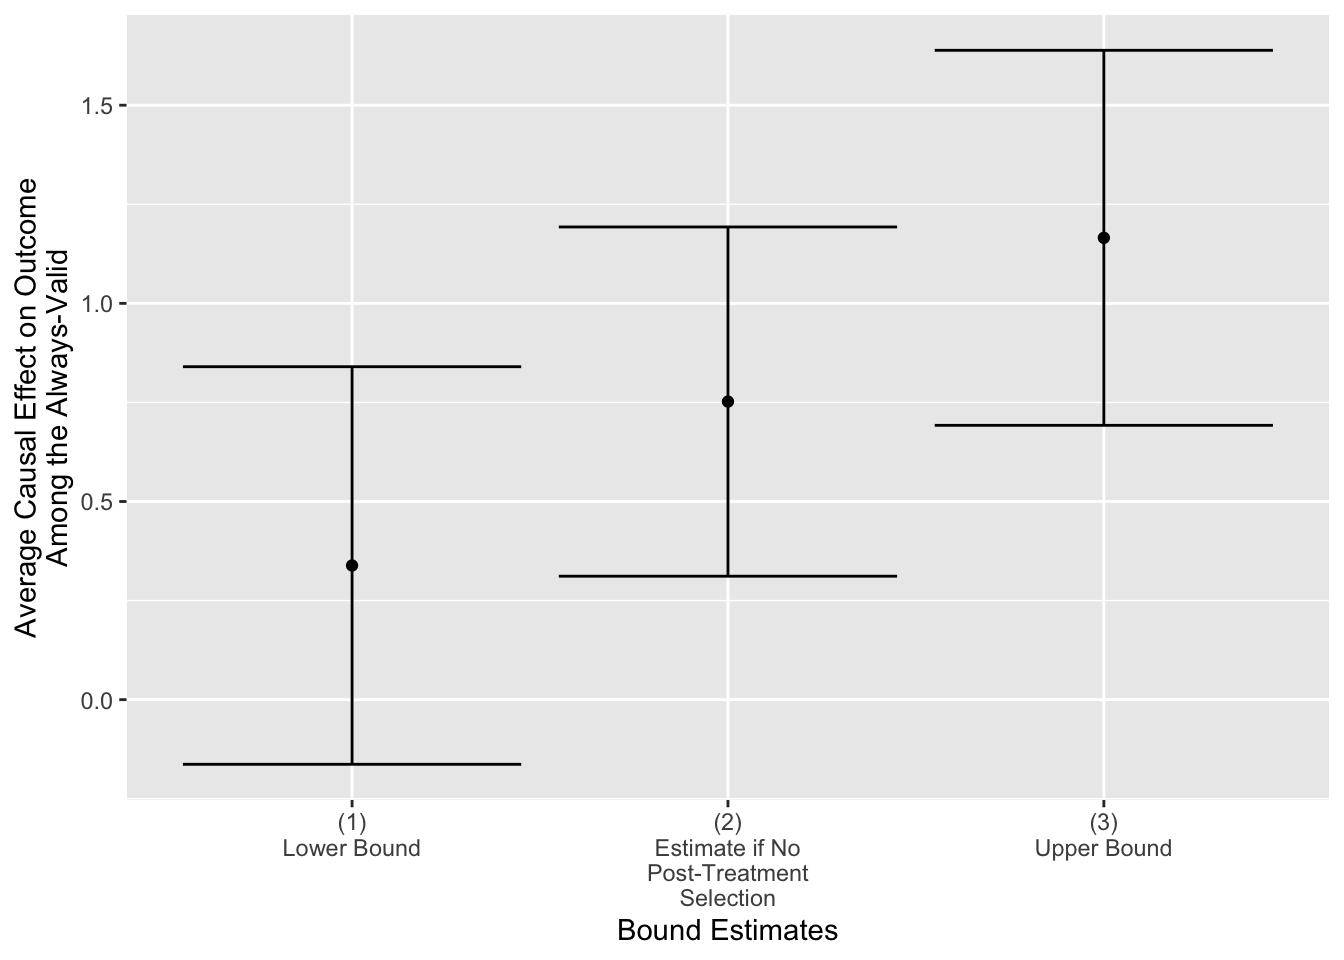 Average Causal Effect on Outcome
Among the Always-Valid
1.5
1.0
0.5
0.0
(1)
Lower Bound
(2)
Estimate if No
Post-Treatment
Selection
(3)
Upper Bound
Bound Estimates